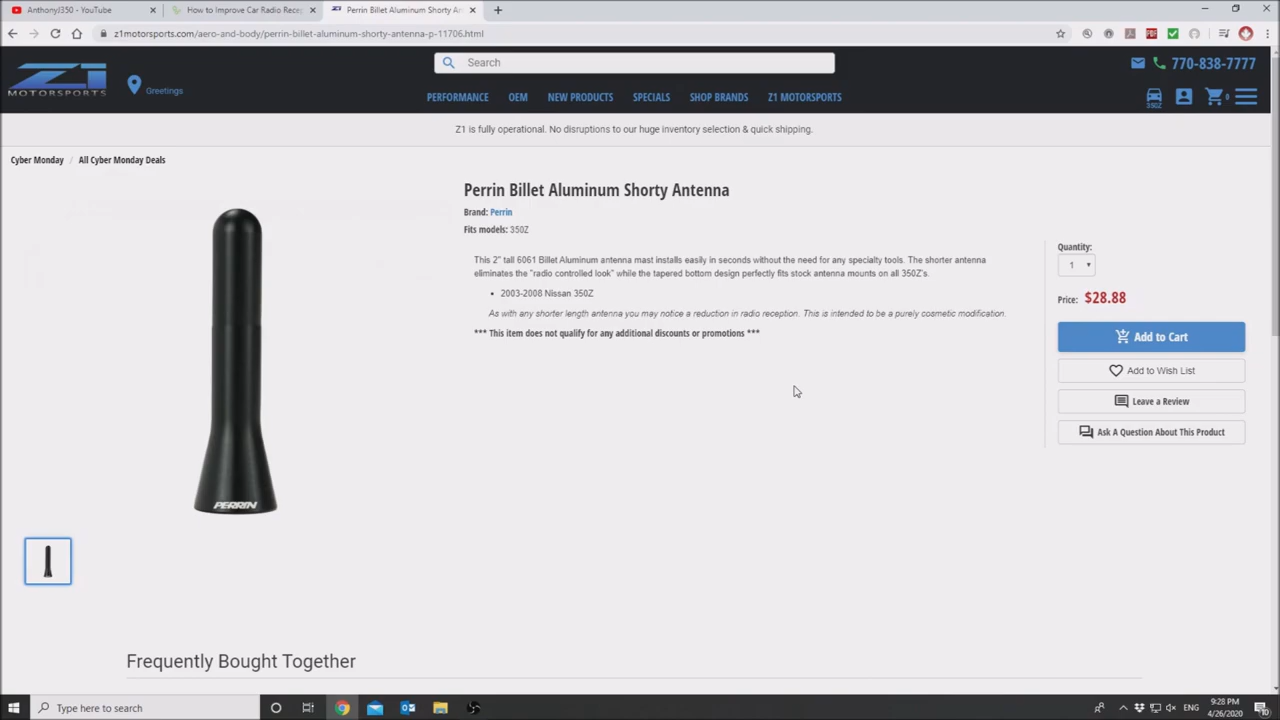 AnthonyJ350 - YouTube
How to Improve Car Radio Rece
Perrin Billet Aluminum Shorty An
z1motorsports.com/aero-and-body/perrin-billet-aluminum-shorty-antenna-p-11706.html
Z1
MOTORSPORTS
Greetings
Search
770-838-7777
PERFORMANCE
OEM
NEW PRODUCTS
SPECIALS
SHOP BRANDS
Z1 MOTORSPORTS
350Z
0
Z1 is fully operational. No disruptions to our huge inventory selection & quick shipping.
Cyber Monday / All Cyber Monday Deals
Perrin Billet Aluminum Shorty Antenna
Brand: Perrin
Fits models: 350Z
This 2" tall 6061 Billet Aluminum antenna mast installs easily in seconds without the need for any specialty tools. The shorter antenna
eliminates the "radio controlled look" while the tapered bottom design perfectly fits stock antenna mounts on all 350Z's.
• 2003-2008 Nissan 350Z
As with any shorter length antenna you may notice a reduction in radio reception. This is intended to be a purely cosmetic modification.
*** This item does not qualify for any additional discounts or promotions ***
Quantity:
1
Price: $28.88
Add to Cart
Add to Wish List
Leave a Review
Ask A Question About This Product
PERRIN
Frequently Bought Together
Type here to search
ENG
9:28 PM
4/26/2020